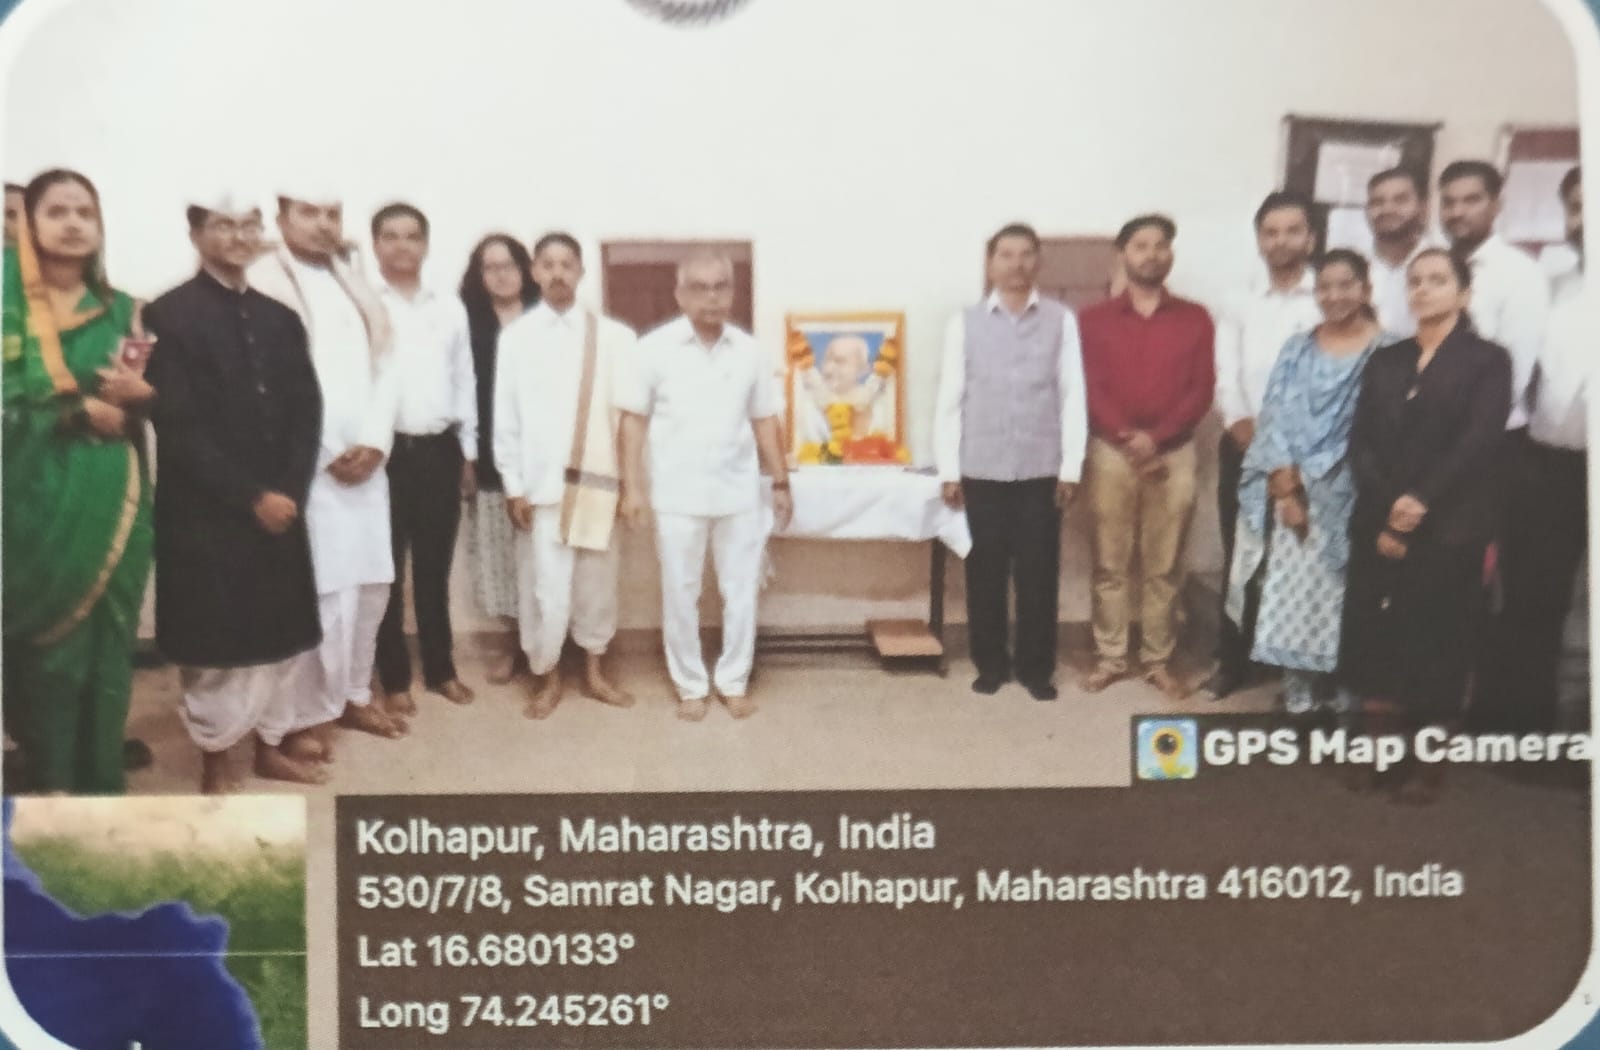 GPS Map Camera
Kolhapur, Maharashtra, India
530/7/8, Samrat Nagar, Kolhapur, Maharashtra 416012, India
Lat 16.680133°
Long 74.245261°